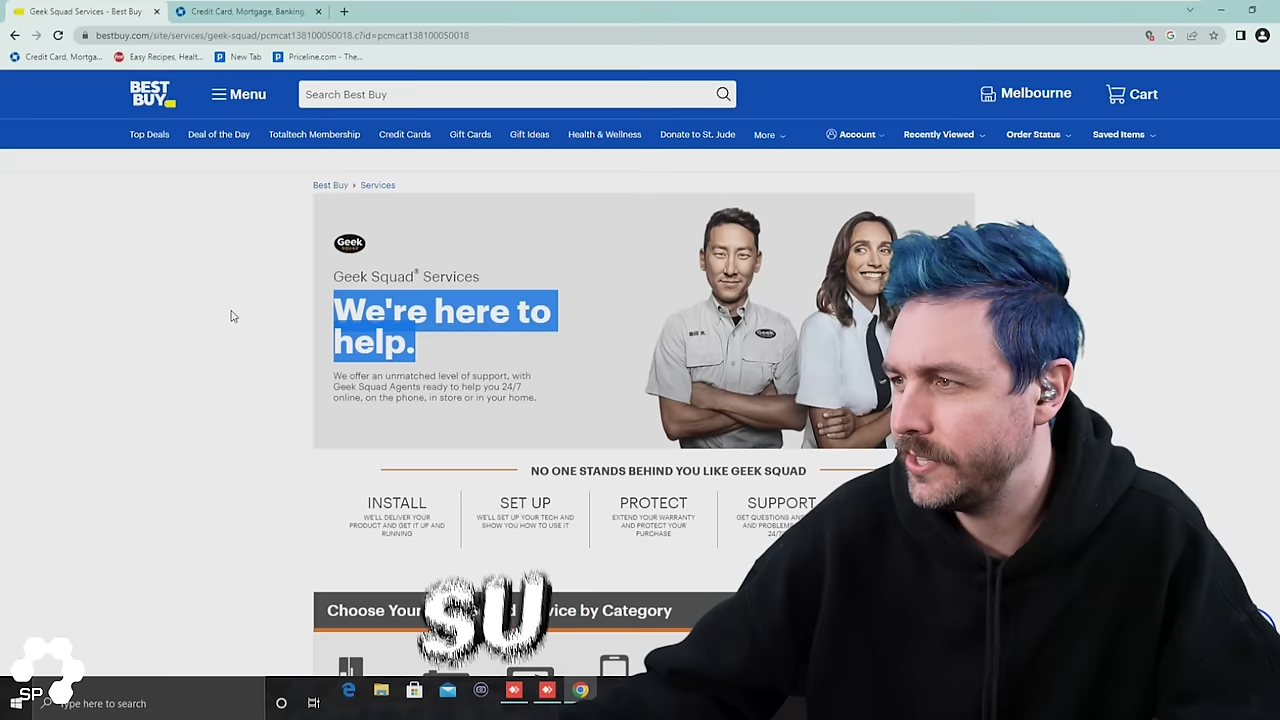 Geek Squad Services - Best Buy
Credit Card, Mortgage, Banking
bestbuy.com/site/services/geek-squad/pcmcat138100050018.c?id=pcmcat138100050018
Credit Card, Mortga...
Easy Recipes, Healt...
New Tab
Priceline.com - The...
BEST BUY
Menu
Search Best Buy
Melbourne
Cart
Top Deals
Deal of the Day
Totaltech Membership
Credit Cards
Gift Cards
Gift Ideas
Health & Wellness
Donate to St. Jude
More
Account
Recently Viewed
Order Status
Saved Items
Best Buy
Services
Geek
SQUAD
Geek Squad® Services
We're here to
help.
We offer an unmatched level of support, with
Geek Squad Agents ready to help you 24/7
online, on the phone, in store or in your home.
Bill R.
Geek
NO ONE STANDS BEHIND YOU LIKE GEEK SQUAD
INSTALL
WE'LL DELIVER YOUR
PRODUCT AND GET IT UP AND
RUNNING
SET UP
WE'LL SET UP YOUR TECH AND
SHOW YOU HOW TO USE IT
PROTECT
EXTEND YOUR WARRANTY
AND PROTECT YOUR
PURCHASE
SUPPORT
GET QUESTIONS
AND PROBLEMS
24/7
Choose Your
vice by Category
SU
SP
Type here to search